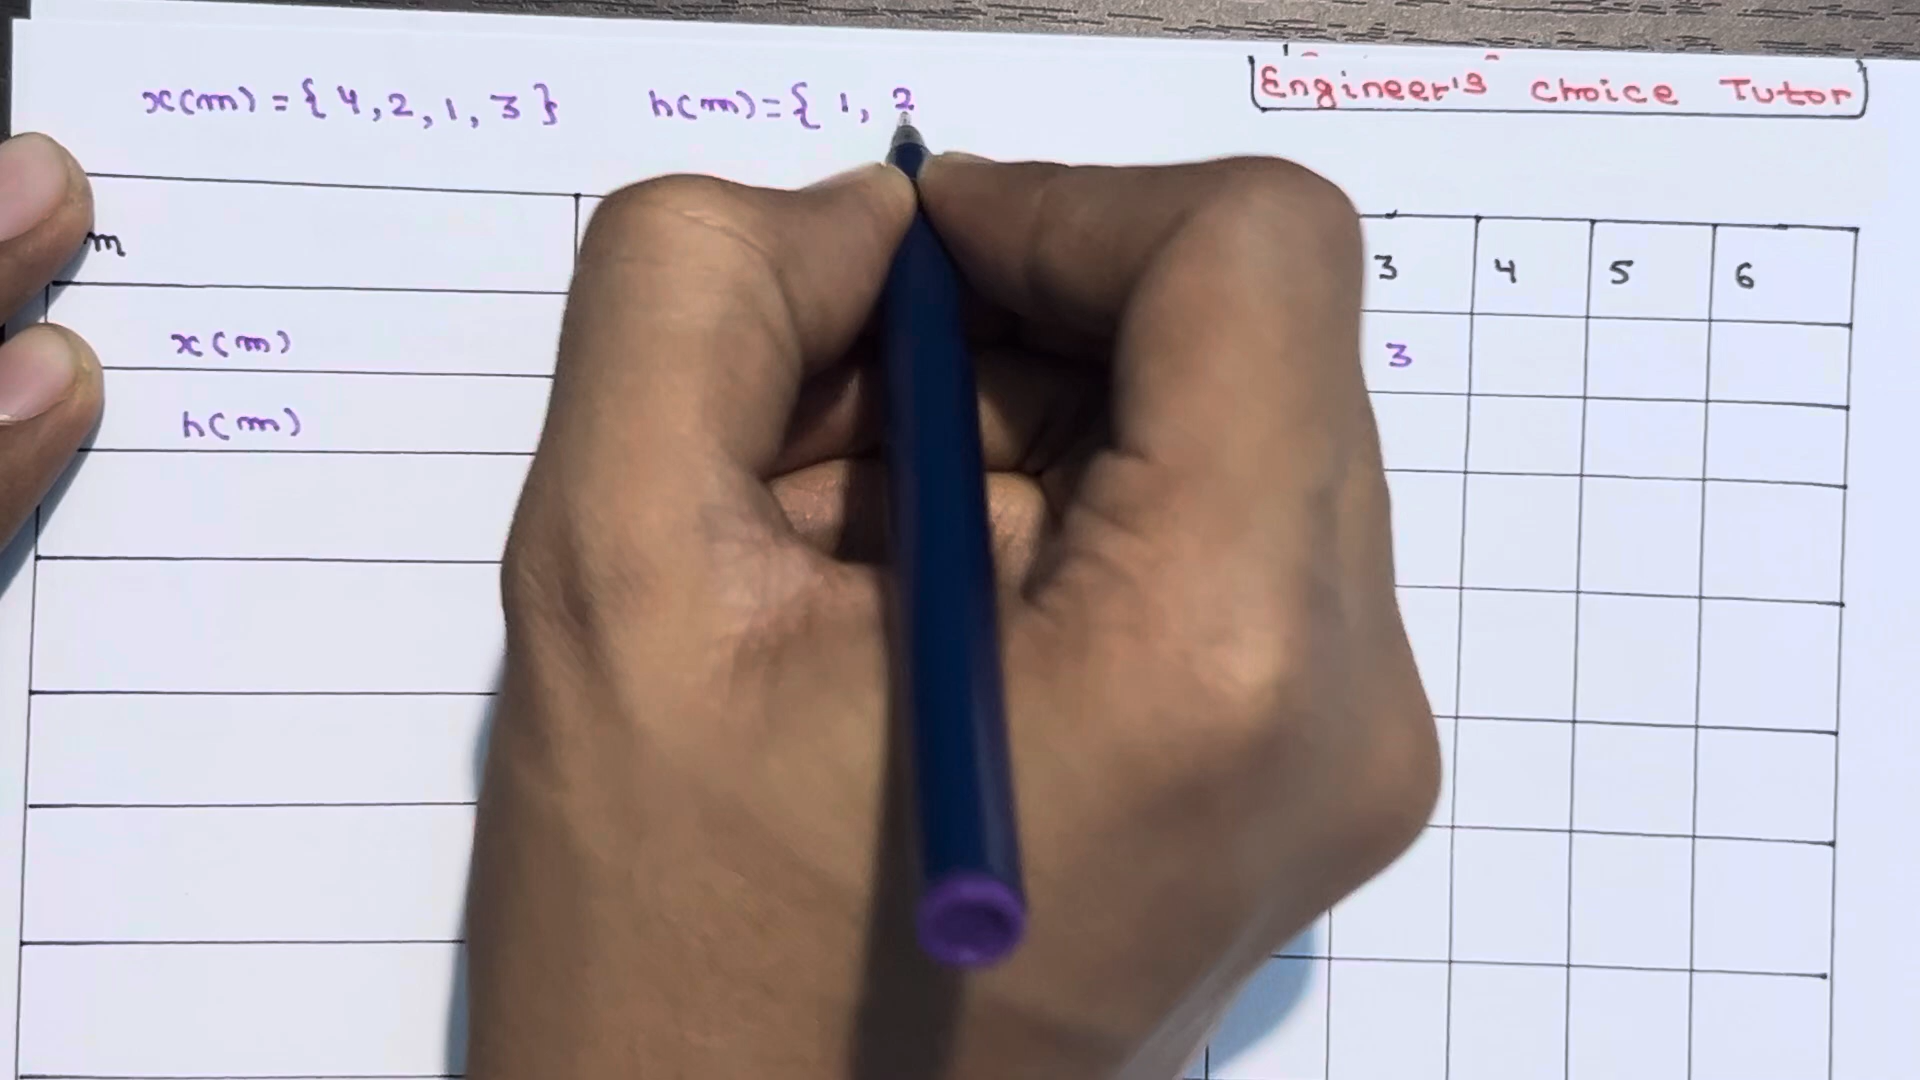 x(m) = { 4, 2, 1, 3 } h(m) = { 1, 2
Engineer's Choice Tutor
m 3 4 5 6
x(m) 3
h(m)